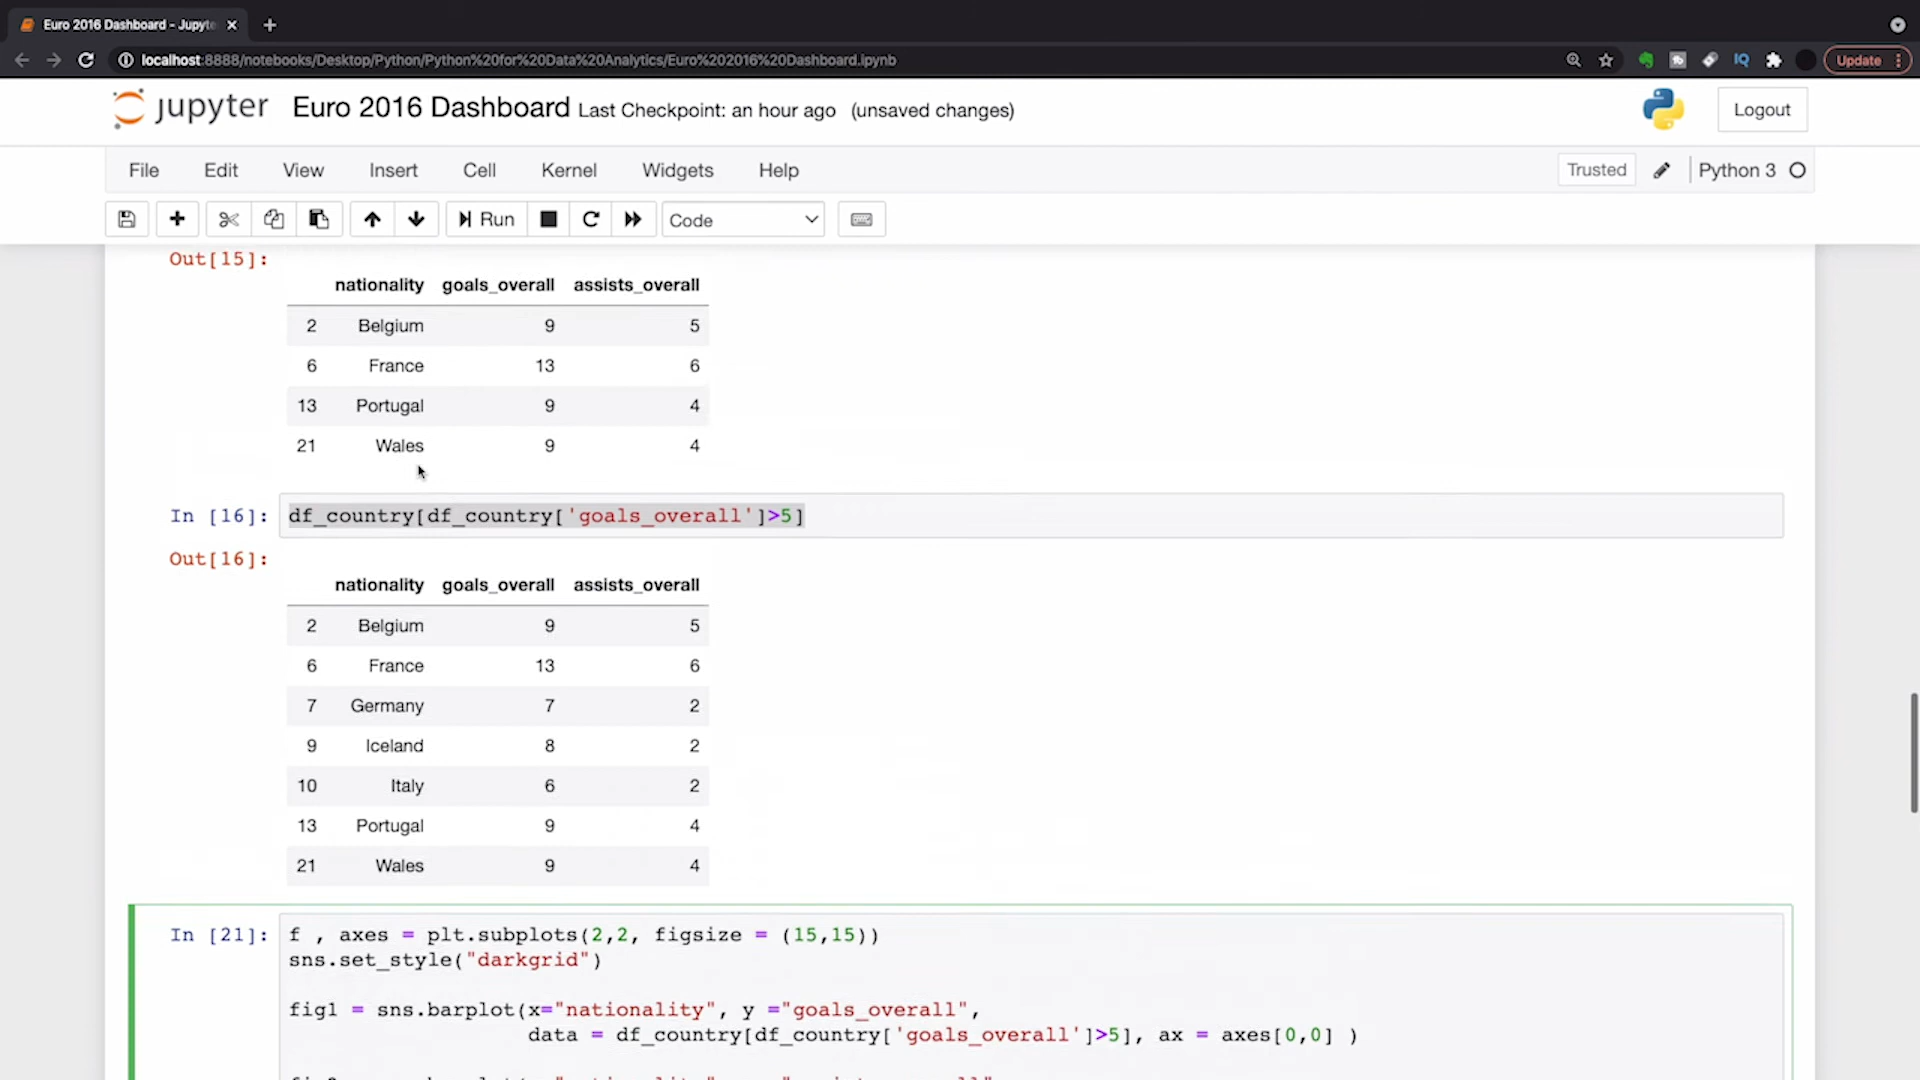 Euro 2016 Dashboard - Jupyte
localhost:8888/notebooks/Desktop/Python/Python%20for%20Data%20Analytics/Euro%202016%20Dashboard.ipynb
IQ
Update
jupyter Euro 2016 Dashboard Last Checkpoint: an hour ago (unsaved changes)
Logout
File Edit View Insert Cell Kernel Widgets Help
Trusted Python 3
Run Code
Out[15]:
nationality goals_overall assists_overall
2 Belgium 9 5
6 France 13 6
13 Portugal 9 4
21 Wales 9 4
In [16]: df_country[df_country['goals_overall']>5]
Out[16]:
nationality goals_overall assists_overall
2 Belgium 9 5
6 France 13 6
7 Germany 7 2
9 Iceland 8 2
10 Italy 6 2
13 Portugal 9 4
21 Wales 9 4
In [21]: f , axes = plt.subplots(2,2, figsize = (15,15))
sns.set_style("darkgrid")
fig1 = sns.barplot(x="nationality", y ="goals_overall",
data = df_country[df_country['goals_overall']>5], ax = axes[0,0] )